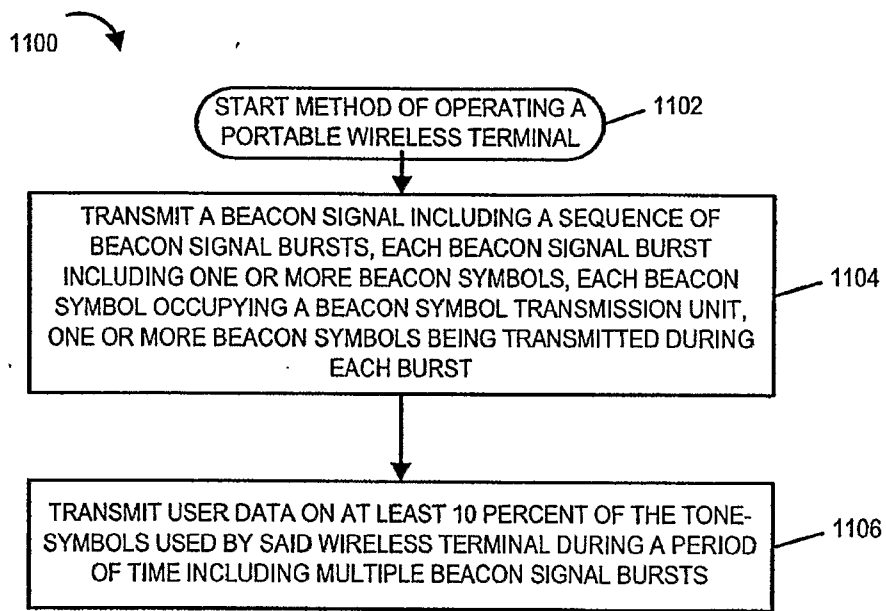 1100
START METHOD OF OPERATING A
PORTABLE WIRELESS TERMINAL
1102
TRANSMIT A BEACON SIGNAL INCLUDING A SEQUENCE OF
BEACON SIGNAL BURSTS, EACH BEACON SIGNAL BURST
INCLUDING ONE OR MORE BEACON SYMBOLS, EACH BEACON
SYMBOL OCCUPYING A BEACON SYMBOL TRANSMISSION UNIT,
ONE OR MORE BEACON SYMBOLS BEING TRANSMITTED DURING
EACH BURST
1104
TRANSMIT USER DATA ON AT LEAST 10 PERCENT OF THE TONE-
SYMBOLS USED BY SAID WIRELESS TERMINAL DURING A PERIOD
OF TIME INCLUDING MULTIPLE BEACON SIGNAL BURSTS
1106